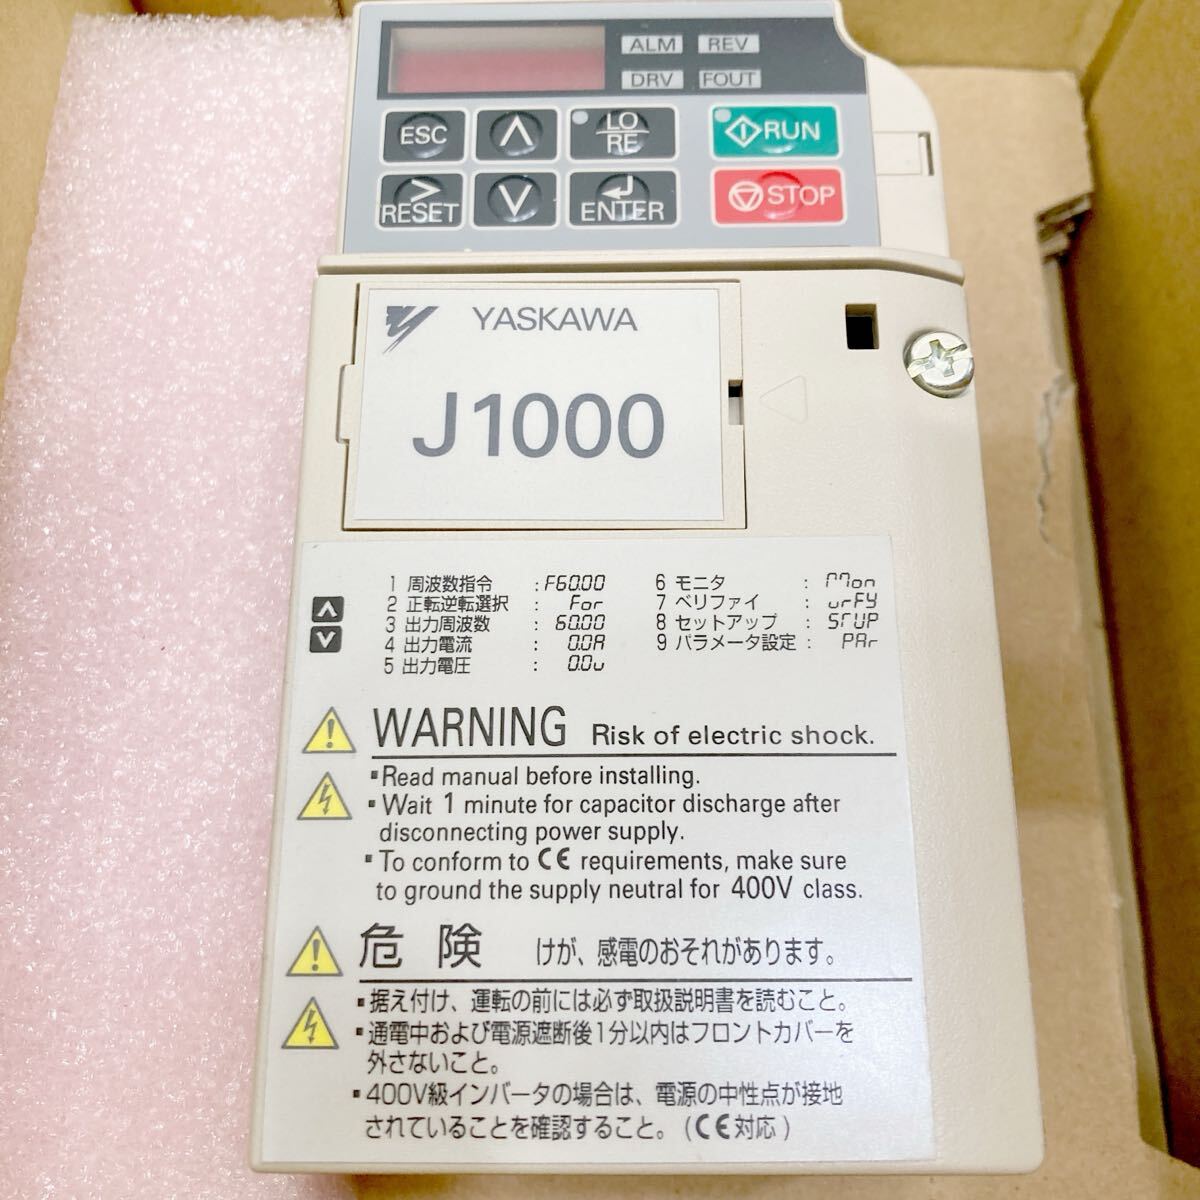 ALM REV
DRV FOUT
ESC ∧ LO/RE RUN
> RESET ∨ ENTER STOP
YASKAWA
J1000
1 周波数指令 : F60.00
2 正転逆転選択 : For
3 出力周波数 : 60.00
4 出力電流 : 0.0A
5 出力電圧 : 0.0v
6 モニタ : Mon
7 ベリファイ : vrFY
8 セットアップ : STUP
9 パラメータ設定 : PAr
WARNING Risk of electric shock.
▪Read manual before installing.
▪Wait 1 minute for capacitor discharge after
disconnecting power supply.
▪To conform to CE requirements, make sure
to ground the supply neutral for 400V class.
危険 けが、感電のおそれがあります。
▪据え付け、運転の前には必ず取扱説明書を読むこと。
▪通電中および電源遮断後1分以内はフロントカバーを
外さないこと。
▪400V級インバータの場合は、電源の中性点が接地
されていることを確認すること。(CE対応)